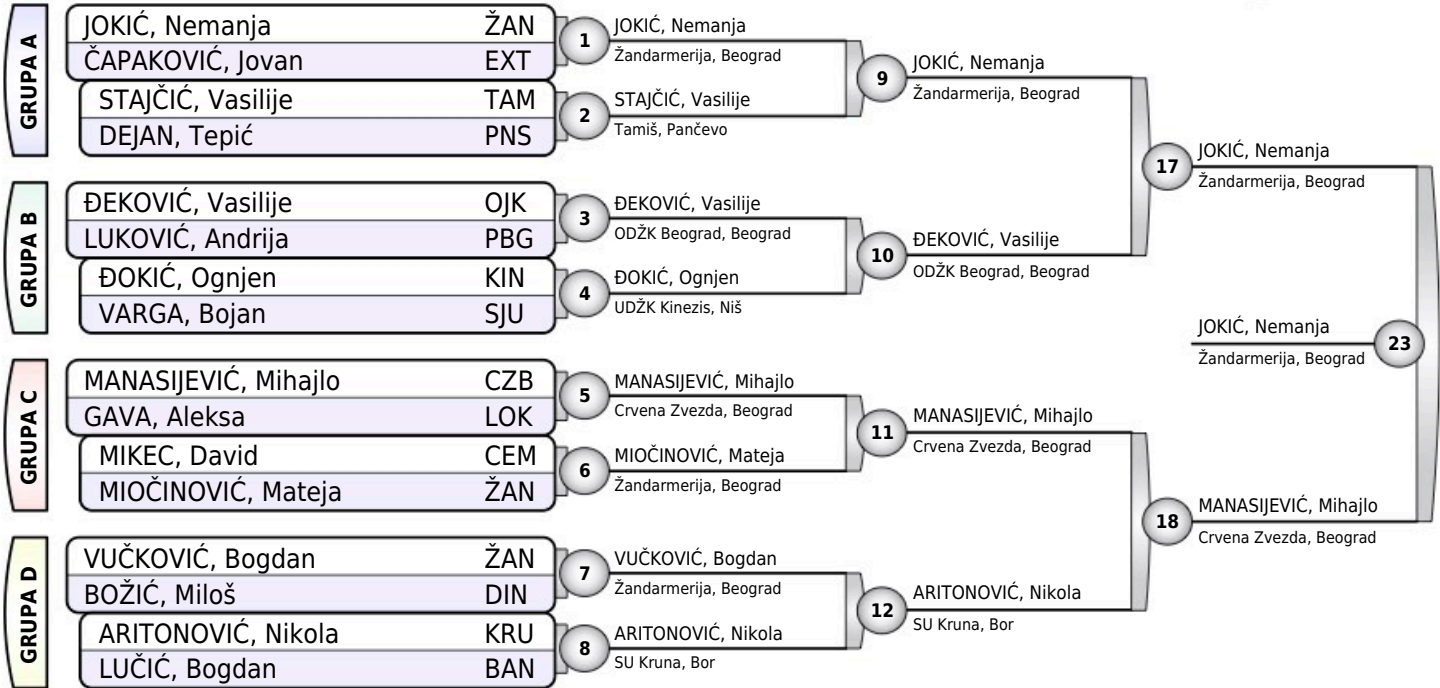 GRUPA A
JOKIĆ, Nemanja ŽAN
ČAPAKOVIĆ, Jovan EXT
STAJČIĆ, Vasilije TAM
DEJAN, Tepić PNS
GRUPA B
ĐEKOVIĆ, Vasilije OJK
LUKOVIĆ, Andrija PBG
ĐOKIĆ, Ognjen KIN
VARGA, Bojan SJU
GRUPA C
MANASIJEVIĆ, Mihajlo CZB
GAVA, Aleksa LOK
MIKEC, David CEM
MIOČINOVIĆ, Mateja ŽAN
GRUPA D
VUČKOVIĆ, Bogdan ŽAN
BOŽIĆ, Miloš DIN
ARITONOVIĆ, Nikola KRU
LUČIĆ, Bogdan BAN
1
JOKIĆ, Nemanja
Žandarmerija, Beograd
2
STAJČIĆ, Vasilije
Tamiš, Pančevo
3
ĐEKOVIĆ, Vasilije
ODŽK Beograd, Beograd
4
ĐOKIĆ, Ognjen
UDŽK Kinezis, Niš
5
MANASIJEVIĆ, Mihajlo
Crvena Zvezda, Beograd
6
MIOČINOVIĆ, Mateja
Žandarmerija, Beograd
7
VUČKOVIĆ, Bogdan
Žandarmerija, Beograd
8
ARITONOVIĆ, Nikola
SU Kruna, Bor
9
JOKIĆ, Nemanja
Žandarmerija, Beograd
10
ĐEKOVIĆ, Vasilije
ODŽK Beograd, Beograd
11
MANASIJEVIĆ, Mihajlo
Crvena Zvezda, Beograd
12
ARITONOVIĆ, Nikola
SU Kruna, Bor
17
JOKIĆ, Nemanja
Žandarmerija, Beograd
18
MANASIJEVIĆ, Mihajlo
Crvena Zvezda, Beograd
JOKIĆ, Nemanja
Žandarmerija, Beograd
23